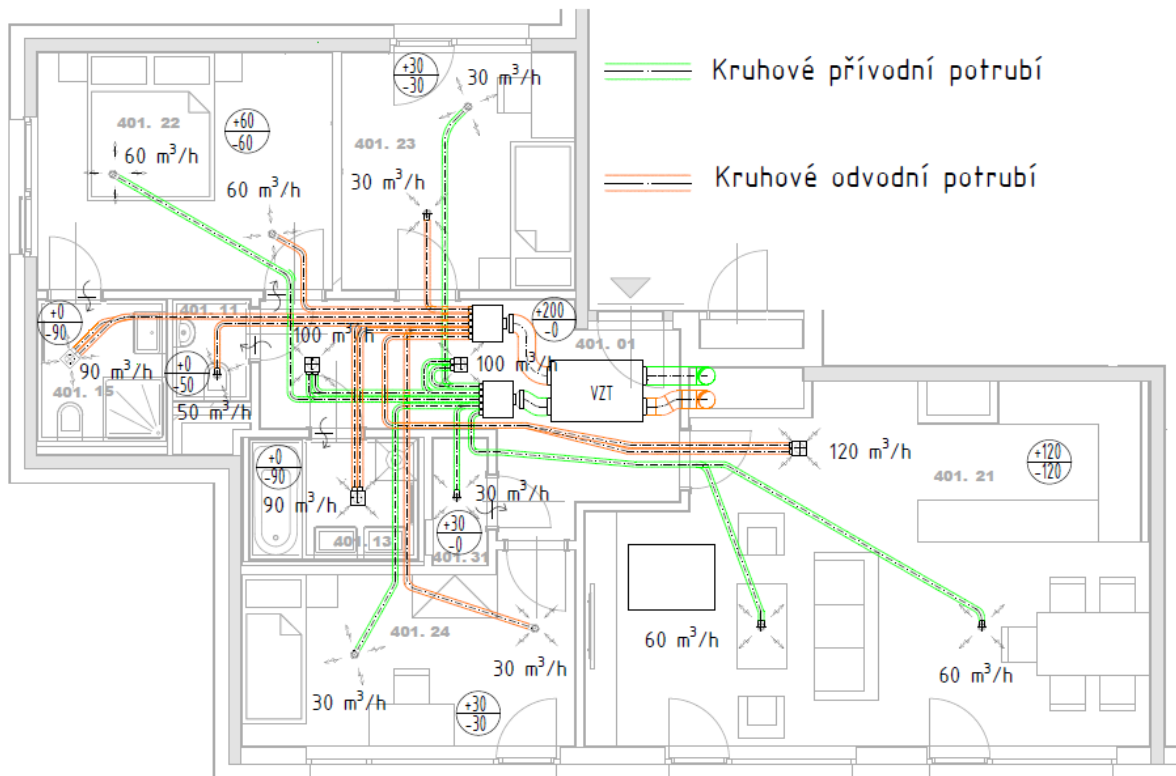 +30
-30
30 m³/h
Kruhové přívodní potrubí
401. 22
+60
-60
401. 23
60 m³/h
30 m³/h
60 m³/h
Kruhové odvodní potrubí
+0
-90
401. 11
+200
-0
100 m³/h
401. 01
100 m³/h
90 m³/h
+0
-50
401. 15
VZT
50 m³/h
120 m³/h
+120
-120
401. 21
+0
-90
90 m³/h
30 m³/h
+30
-0
401. 13
401. 31
401. 24
60 m³/h
30 m³/h
60 m³/h
30 m³/h
+30
-30